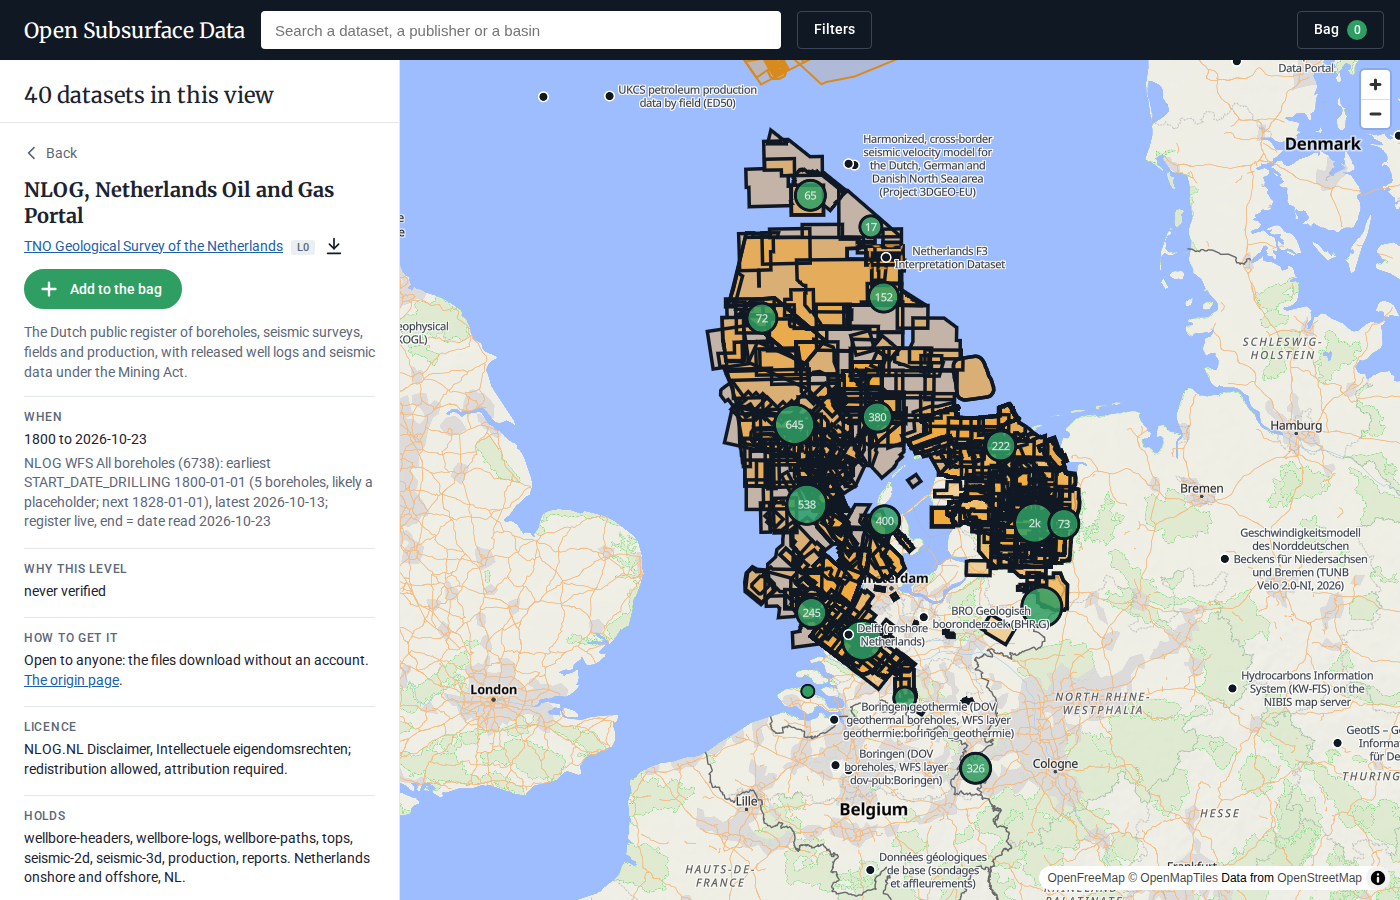 Open Subsurface Data
Search a dataset, a publisher or a basin
Filters
Bag 0
40 datasets in this view
Back
NLOG, Netherlands Oil and Gas
Portal
TNO Geological Survey of the Netherlands L0
Add to the bag
The Dutch public register of boreholes, seismic surveys,
fields and production, with released well logs and seismic
data under the Mining Act.
WHEN
1800 to 2026-10-23
NLOG WFS All boreholes (6738): earliest
START_DATE_DRILLING 1800-01-01 (5 boreholes, likely a
placeholder; next 1828-01-01), latest 2026-10-13;
register live, end = date read 2026-10-23
WHY THIS LEVEL
never verified
HOW TO GET IT
Open to anyone: the files download without an account.
The origin page.
LICENCE
NLOG.NL Disclaimer, Intellectuele eigendomsrechten;
redistribution allowed, attribution required.
HOLDS
wellbore-headers, wellbore-logs, wellbore-paths, tops,
seismic-2d, seismic-3d, production, reports. Netherlands
onshore and offshore, NL.
UKCS petroleum production
data by field (ED50)
Data Portal
Denmark
Harmonized, cross-border
seismic velocity model for
the Dutch, German and
Danish North Sea area
(Project 3DGEO-EU)
65
17
Netherlands F3
Interpretation Dataset
152
72
eophysical
KOGL)
SCHLESWIG-
HOLSTEIN
645
380
222
Hamburg
Bremen
538
400
2k
73
Geschwindigkeitsmodell
des Norddeutschen
Beckens für Niedersachsen
und Bremen (TUNB
Velo 2.0-NI, 2026)
245
BRO Geologisch
booronderzoek (BHR-G)
Delft (onshore
Netherlands)
London
NORTH RHINE-
WESTPHALIA
Hydrocarbons Information
System (KW-FIS) on the
NIBIS map server
Boringen geothermie (DOV
geothermal boreholes, WFS layer
geothermie:boringen_geothermie)
GeotIS – Ge
Informa
für De
THURING
Boringen (DOV
boreholes, WFS layer
dov-pub:Boringen)
326
Cologne
Lille
Belgium
HESSE
Données géologiques
de base (sondages
et affleurements)
HAUTS-DE-
FRANCE
OpenFreeMap © OpenMapTiles Data from OpenStreetMap